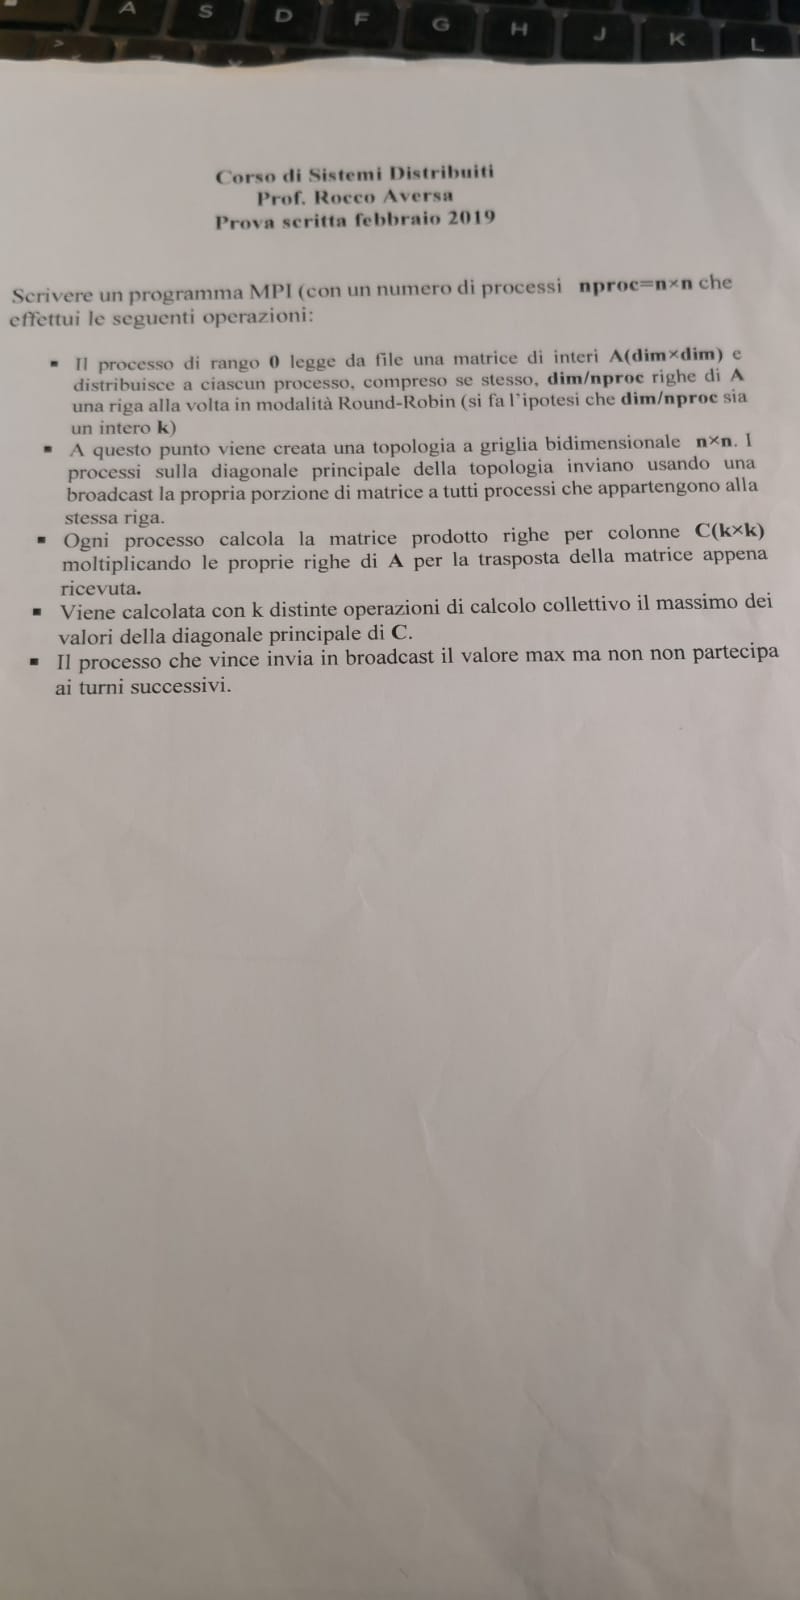 A S D F G H J K L
Corso di Sistemi Distribuiti
Prof. Rocco Aversa
Prova scritta febbraio 2019
Scrivere un programma MPI (con un numero di processi nproc=n×n che
effettui le seguenti operazioni:
▪ Il processo di rango 0 legge da file una matrice di interi A(dim×dim) e
distribuisce a ciascun processo, compreso se stesso, dim/nproc righe di A
una riga alla volta in modalità Round-Robin (si fa l'ipotesi che dim/nproc sia
un intero k)
▪ A questo punto viene creata una topologia a griglia bidimensionale n×n. I
processi sulla diagonale principale della topologia inviano usando una
broadcast la propria porzione di matrice a tutti processi che appartengono alla
stessa riga.
▪ Ogni processo calcola la matrice prodotto righe per colonne C(k×k)
moltiplicando le proprie righe di A per la trasposta della matrice appena
ricevuta.
▪ Viene calcolata con k distinte operazioni di calcolo collettivo il massimo dei
valori della diagonale principale di C.
▪ Il processo che vince invia in broadcast il valore max ma non non partecipa
ai turni successivi.